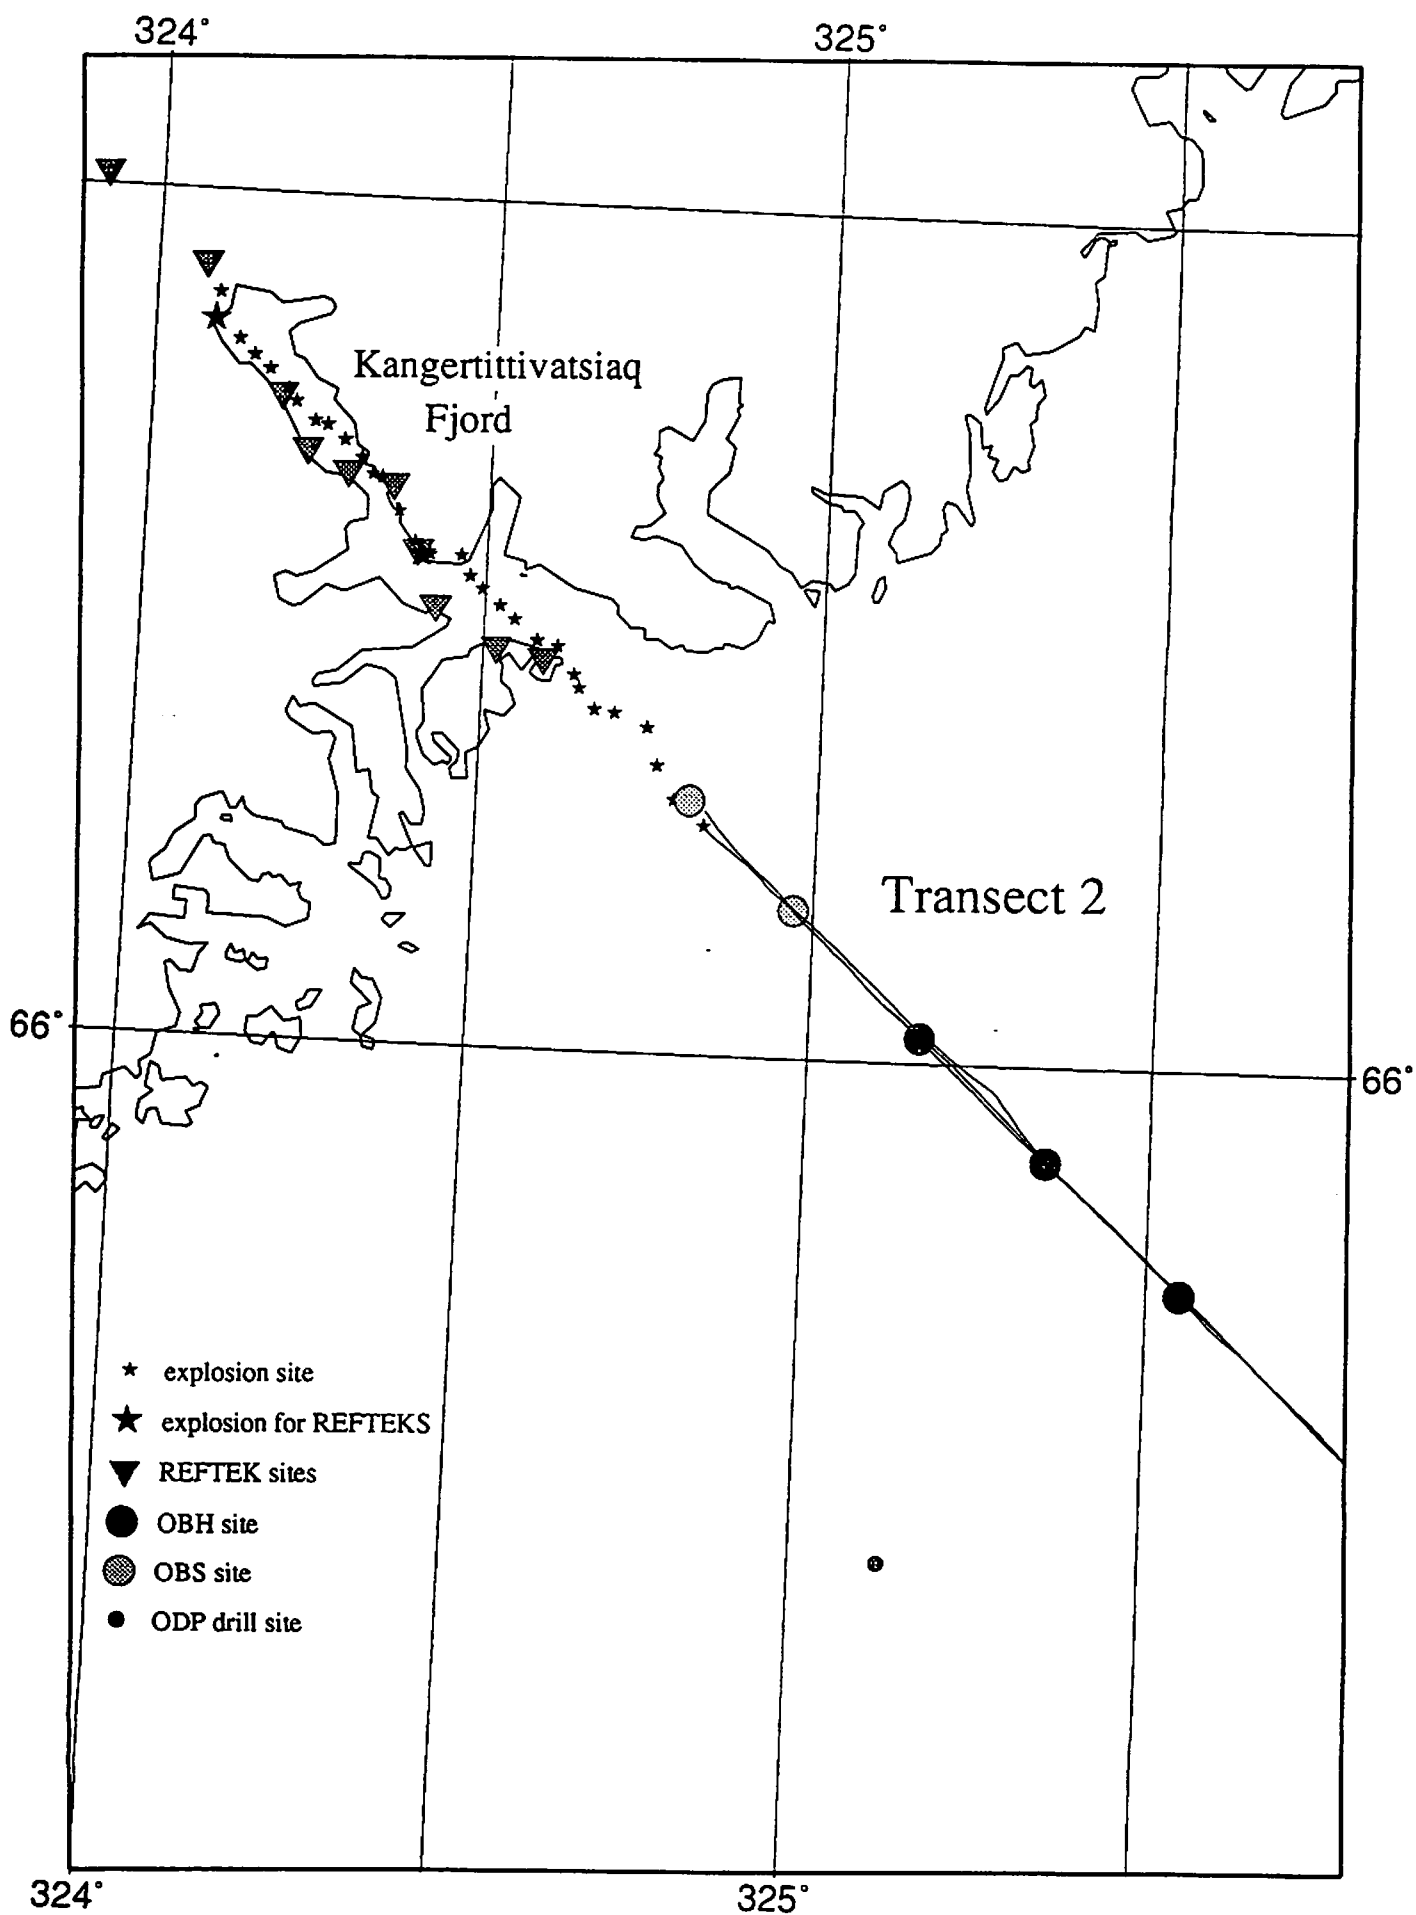 324°
325°
Kangertittivatsiaq
Fjord
Transect 2
66°
66°
explosion site
explosion for REFTEKS
REFTEK sites
OBH site
OBS site
ODP drill site
324°
325°